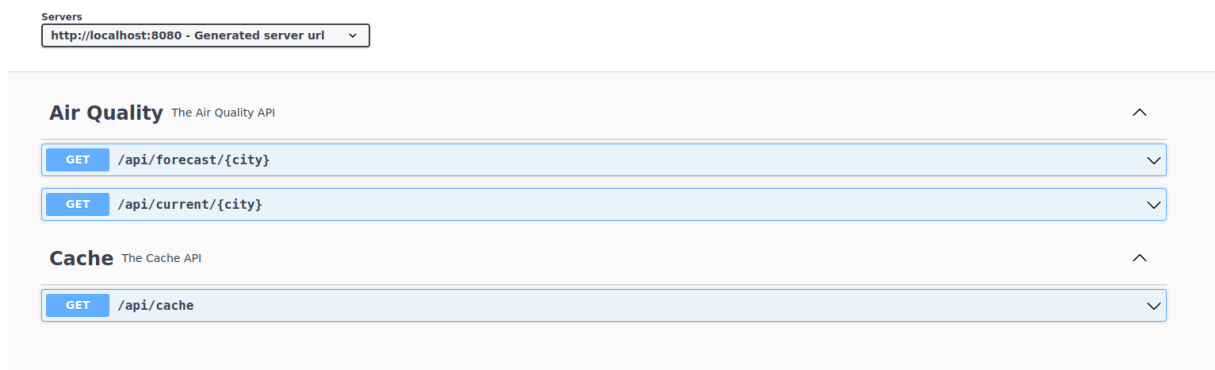 Servers
http://localhost:8080 - Generated server url
Air Quality The Air Quality API
GET /api/forecast/{city}
GET /api/current/{city}
Cache The Cache API
GET /api/cache